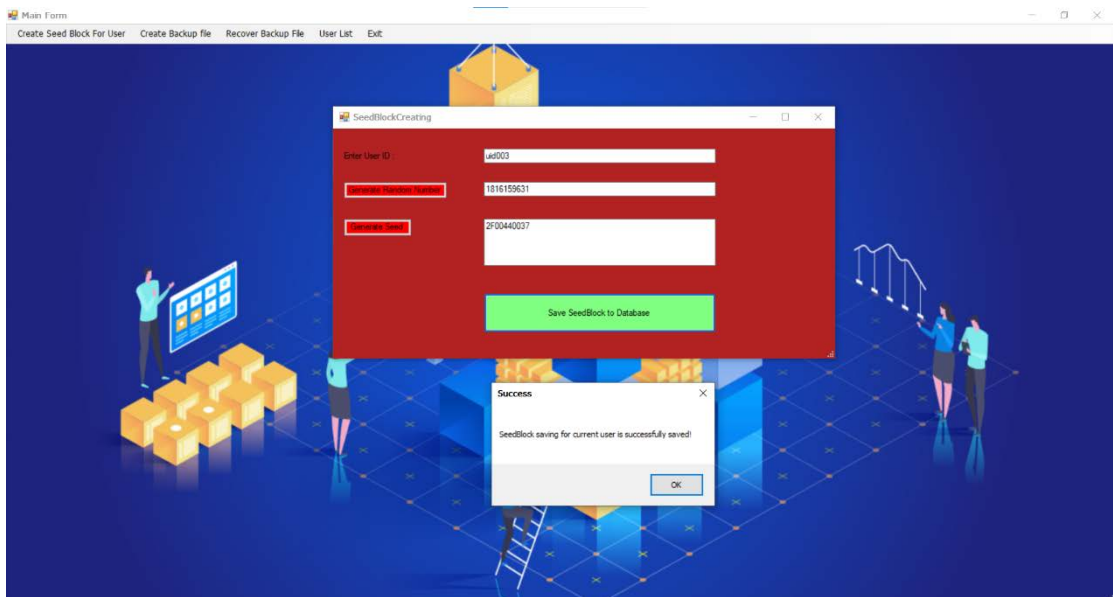 Main Form
Create Seed Block For User Create Backup file Recover Backup File User List Exit
SeedBlockCreating
Enter User ID :
uid003
Generate Random Number
1816159631
Generate Seed
2F00440037
Save SeedBlock to Database
Success
SeedBlock saving for current user is successfully saved!
OK